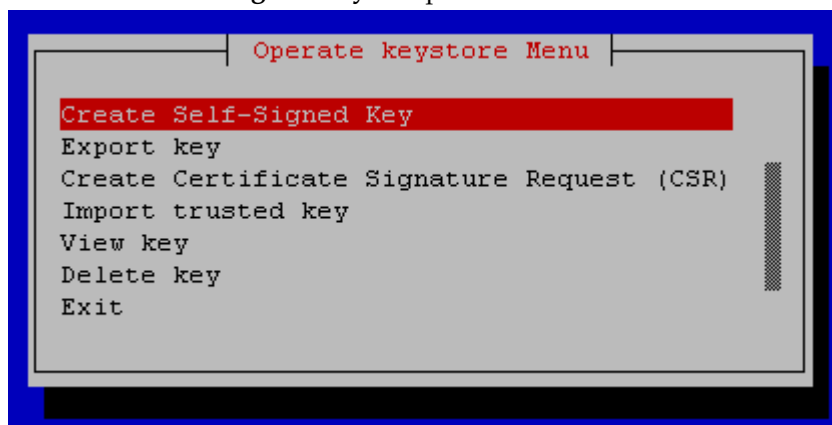 Operate keystore Menu
Create Self-Signed Key
Export key
Create Certificate Signature Request (CSR)
Import trusted key
View key
Delete key
Exit